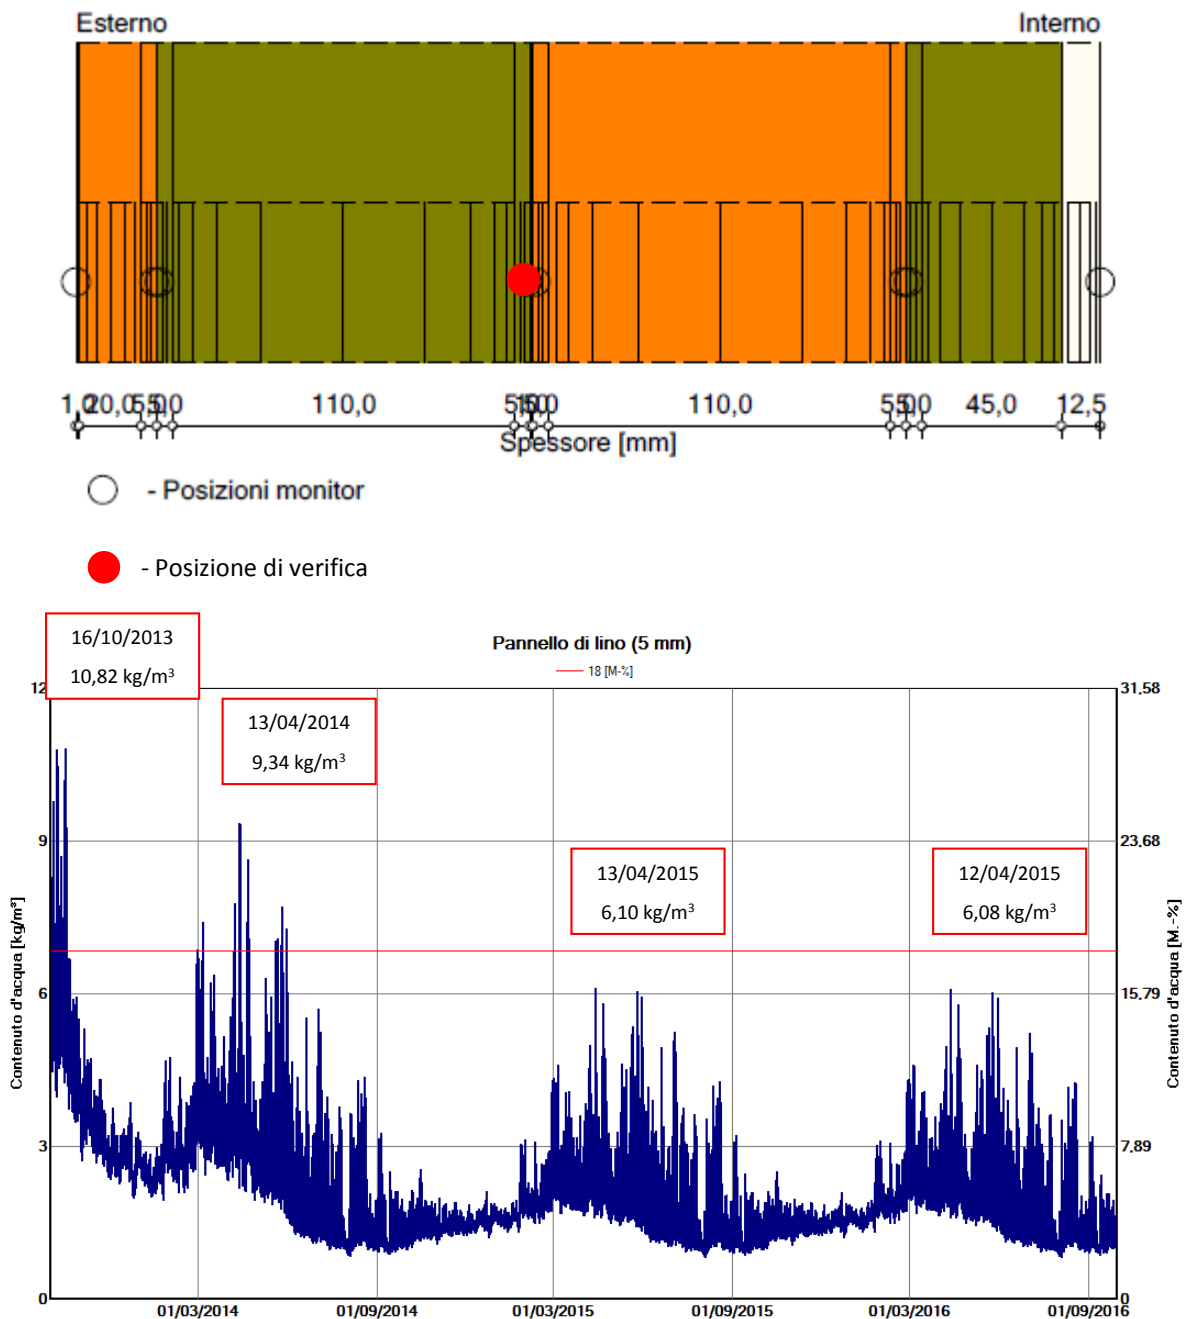 Esterno Interno
110,0 110,0 45,0 12,5
Spessore [mm]
- Posizioni monitor
- Posizione di verifica
16/10/2013
10,82 kg/m³
Pannello di lino (5 mm)
18 [M-%]
13/04/2014
9,34 kg/m³
13/04/2015
6,10 kg/m³
12/04/2015
6,08 kg/m³
Contenuto d'acqua [kg/m³]
12
9
6
3
0
31,58
23.68
15.79
7.89
0
Contenuto d'acqua [M.-%]
01/03/2014 01/09/2014 01/03/2015 01/09/2015 01/03/2016 01/09/2016